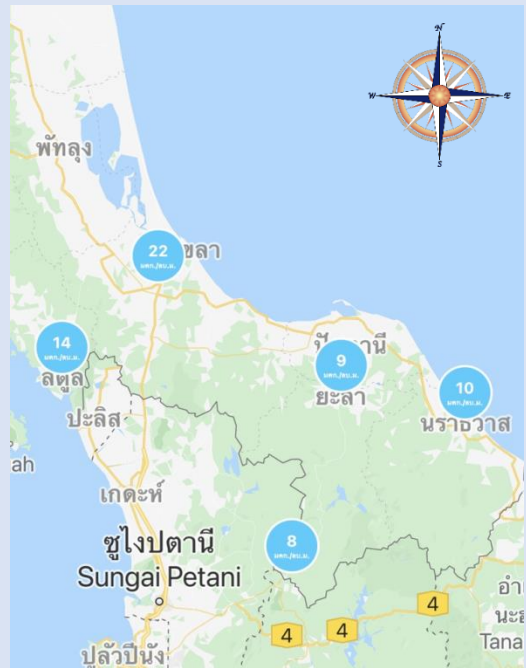 N
W
E
S
พัทลุง
22
มคก./ลบ.ม.
ขลา
14
มคก./ลบ.ม.
สตูล
9
มคก./ลบ.ม.
ยะลา
10
มคก./ลบ.ม.
นราธิวาส
ปะลิส
ah
เกดะห์
ซูไงปตานี
Sungai Petani
8
มคก./ลบ.ม.
4
4
4
อำเ
Tana
ปูลัวปีนัง